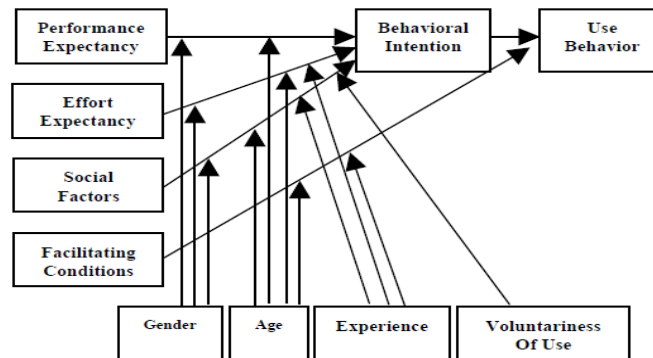 Performance
Expectancy
Behavioral
Intention
Use
Behavior
Effort
Expectancy
Social
Factors
Facilitating
Conditions
Gender
Age
Experience
Voluntariness
Of Use